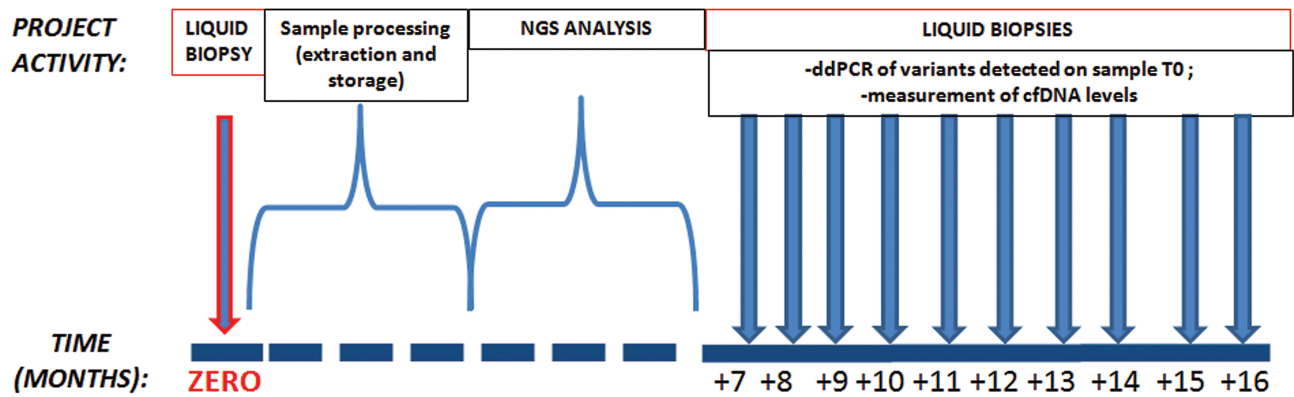 PROJECT
ACTIVITY:
LIQUID
BIOPSY
Sample processing
(extraction and
storage)
NGS ANALYSIS
LIQUID BIOPSIES
-ddPCR of variants detected on sample T0 ;
-measurement of cfDNA levels
TIME
(MONTHS):
ZERO
+7 +8 +9 +10 +11 +12 +13 +14 +15 +16